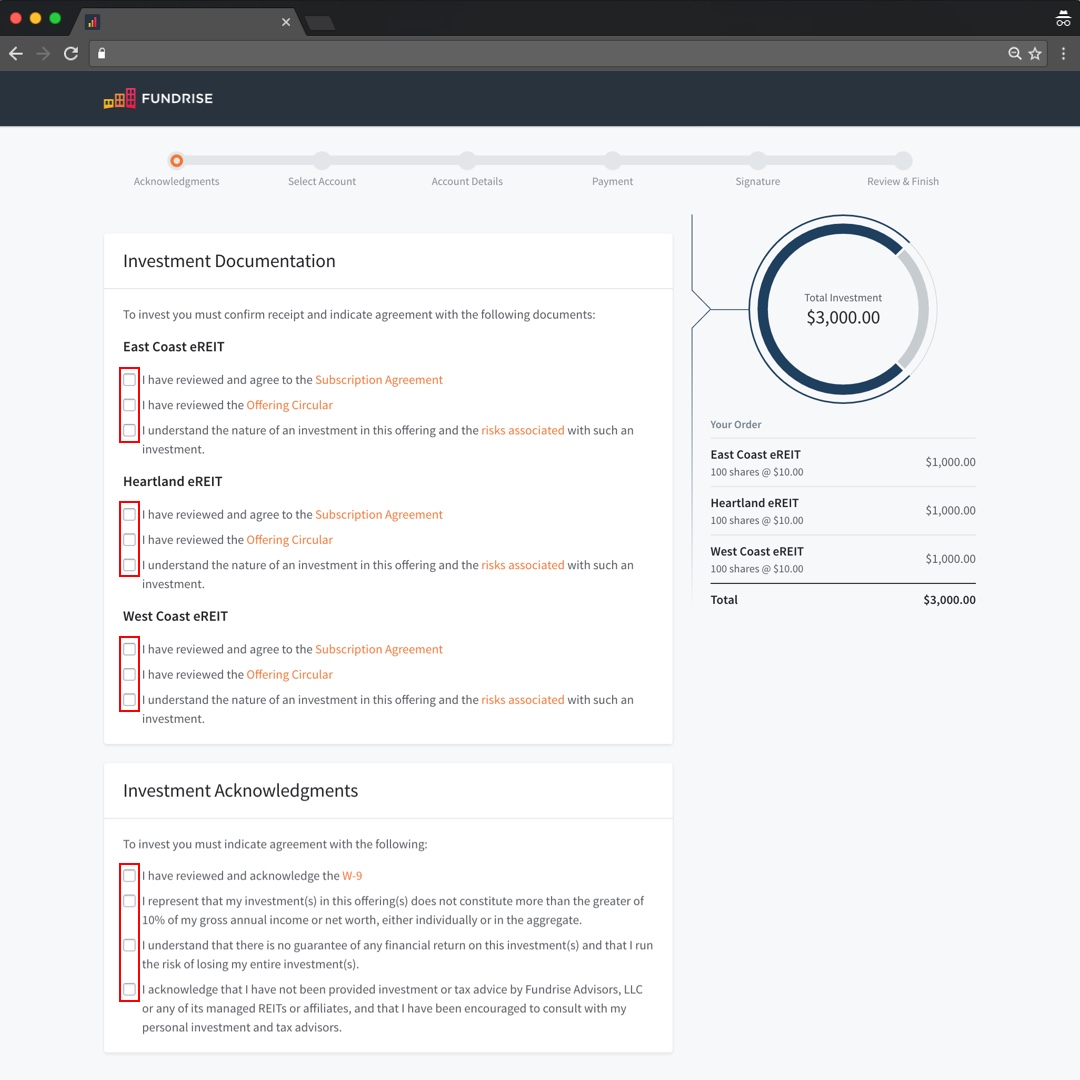 FUNDRISE
Acknowledgments
Select Account
Account Details
Payment
Signature
Review & Finish
Investment Documentation
To invest you must confirm receipt and indicate agreement with the following documents:
East Coast eREIT
I have reviewed and agree to the Subscription Agreement
I have reviewed the Offering Circular
I understand the nature of an investment in this offering and the risks associated with such an
investment.
Heartland eREIT
I have reviewed and agree to the Subscription Agreement
I have reviewed the Offering Circular
I understand the nature of an investment in this offering and the risks associated with such an
investment.
West Coast eREIT
I have reviewed and agree to the Subscription Agreement
I have reviewed the Offering Circular
I understand the nature of an investment in this offering and the risks associated with such an
investment.
Investment Acknowledgments
To invest you must indicate agreement with the following:
I have reviewed and acknowledge the W-9
I represent that my investment(s) in this offering(s) does not constitute more than the greater of
10% of my gross annual income or net worth, either individually or in the aggregate.
I understand that there is no guarantee of any financial return on this investment(s) and that I run
the risk of losing my entire investment(s).
I acknowledge that I have not been provided investment or tax advice by Fundrise Advisors, LLC
or any of its managed REITs or affiliates, and that I have been encouraged to consult with my
personal investment and tax advisors.
Total Investment
$3,000.00
Your Order
East Coast eREIT
100 shares @ $10.00
$1,000.00
Heartland eREIT
100 shares @ $10.00
$1,000.00
West Coast eREIT
100 shares @ $10.00
$1,000.00
Total
$3,000.00